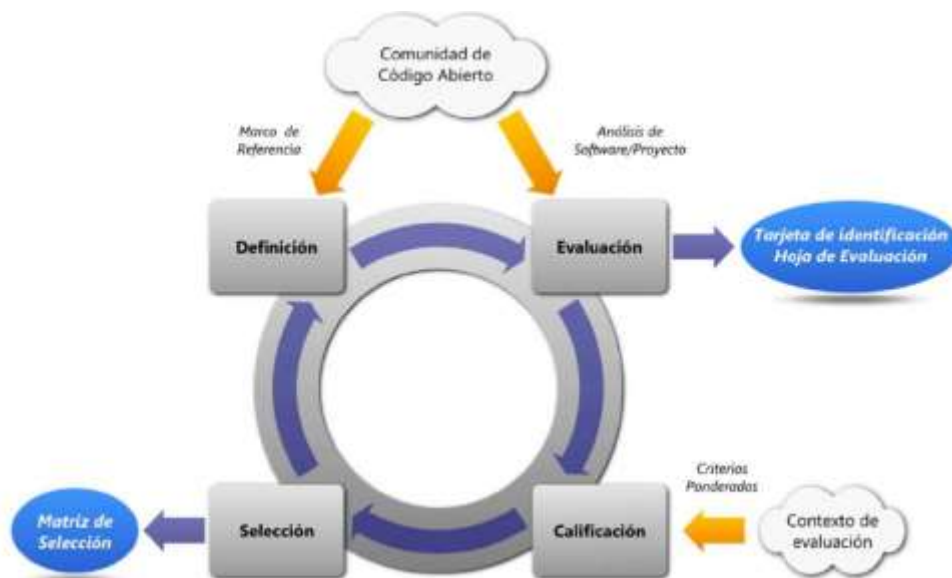 Comunidad de
Código Abierto
Marco de
Referencia
Análisis de
Software/Proyecto
Definición
Evaluación
Tarjeta de identificación
Hoja de Evaluación
Criterios
Ponderados
Matriz de
Selección
Selección
Calificación
Contexto de
evaluación